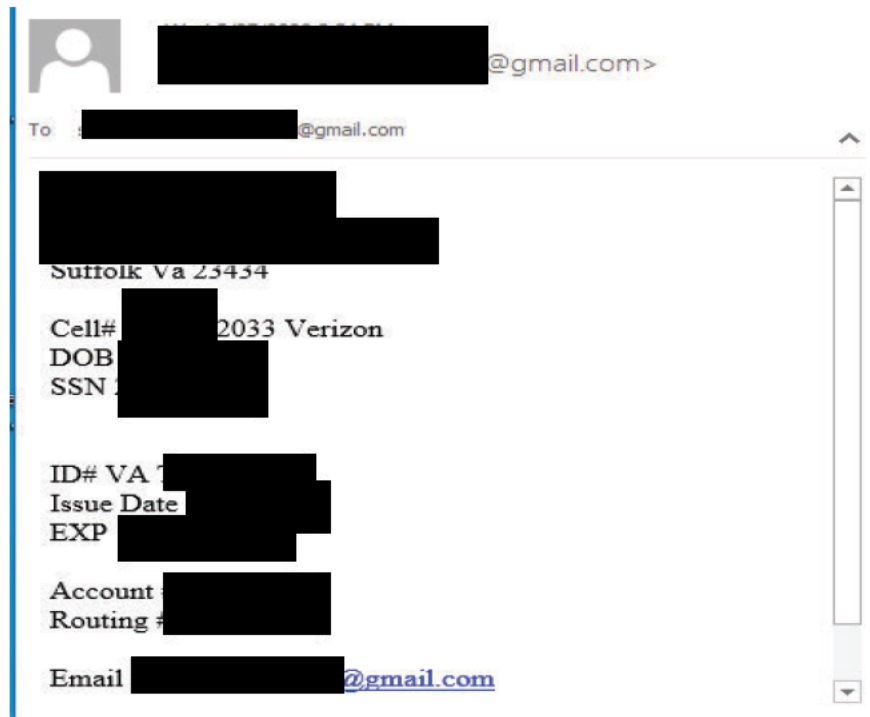 @gmail.com>
To @gmail.com
Suffolk Va 23434
Cell# 2033 Verizon
DOB
SSN
ID# VA
Issue Date
EXP
Account
Routing #
Email @gmail.com